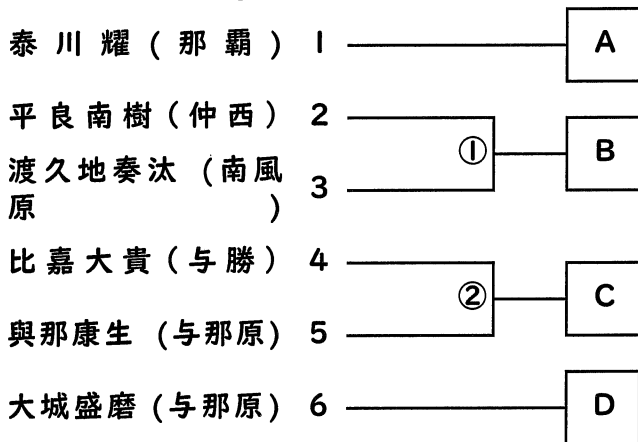 泰川耀(那覇) 1 A
平良南樹(仲西) 2
① B
渡久地奏汰 (南風
原 ) 3
比嘉大貴(与勝) 4
② C
與那康生 (与那原) 5
大城盛磨 (与那原) 6 D